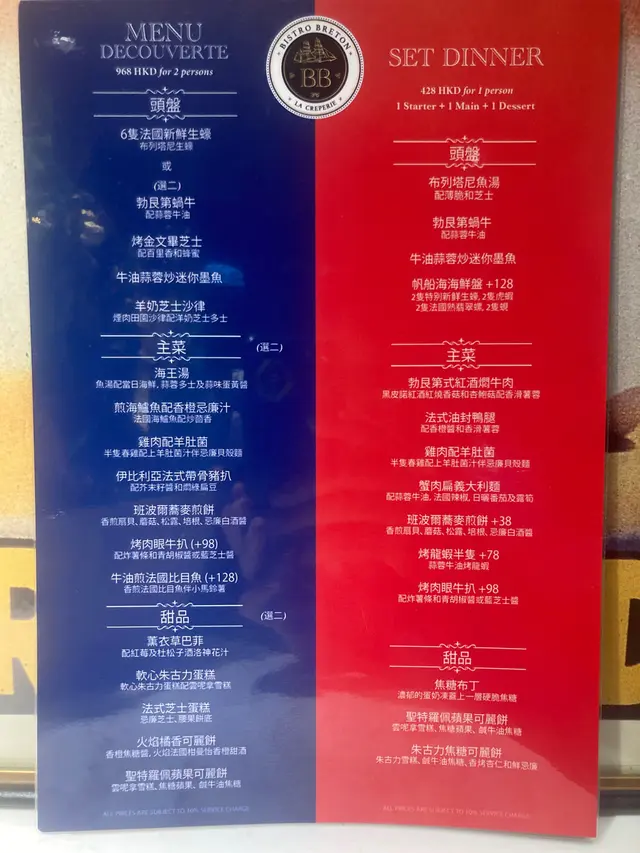 MENU
DECOUVERTE
968 HKD for 2 persons
頭盤
6隻法國新鮮生蠔
布列塔尼生蠔
或
(選二)
勃艮第蝸牛
配蒜蓉牛油
烤金文畢芝士
配百里香和蜂蜜
牛油蒜蓉炒迷你墨魚
羊奶芝士沙律
煙肉田園沙律配洋奶芝士多士
主菜
(選二)
海王湯
魚湯配當日海鮮, 蒜蓉多士及蒜味蛋黃醬
煎海鱸魚配香橙忌廉汁
法國海鱸魚配炒茴香
雞肉配羊肚菌
半隻春雞配上羊肚菌汁伴忌廉貝殼麵
伊比利亞法式帶骨豬扒
配芥末籽醬和燜綠扁豆
班波爾蕎麥煎餅
香煎扇貝、蘑菇、松露、培根、忌廉白酒醬
烤肉眼牛扒 (+98)
配炸薯條和青胡椒醬或藍芝士醬
牛油煎法國比目魚 (+128)
香煎法國比目魚伴小馬鈴薯
甜品
(選二)
薰衣草巴菲
配紅莓及杜松子酒洛神花汁
軟心朱古力蛋糕
軟心朱古力蛋糕配雲呢拿雪糕
法式芝士蛋糕
忌廉芝士、腰果餅底
火焰橘香可麗餅
香橙焦糖醬, 火焰法國柑曼怡香橙甜酒
聖特羅佩蘋果可麗餅
雲呢拿雪糕、焦糖蘋果、鹹牛油焦糖
ALL PRICES ARE SUBJECT TO 10% SERVICE CHARGE
BISTRO BRETON
BB
LA CREPERIE
SET DINNER
428 HKD for 1 person
1 Starter + 1 Main + 1 Dessert
頭盤
布列塔尼魚湯
配薄脆和芝士
勃艮第蝸牛
配蒜蓉牛油
牛油蒜蓉炒迷你墨魚
帆船海海鮮盤 +128
2隻特別新鮮生蠔, 2隻虎蝦
2隻法國熟翡翠螺, 2隻蜆
主菜
勃艮第式紅酒燜牛肉
黑皮諾紅酒紅燒香菇和杏鮑菇配香滑薯蓉
法式油封鴨腿
配香橙醬和香滑薯蓉
雞肉配羊肚菌
半隻春雞配上羊肚菌汁伴忌廉貝殼麵
蟹肉扁義大利麵
配蒜蓉牛油, 法國辣椒, 日曬番茄及露筍
班波爾蕎麥煎餅 +38
香煎扇貝、蘑菇、松露、培根、忌廉白酒醬
烤龍蝦半隻 +78
蒜蓉牛油烤龍蝦
烤肉眼牛扒 +98
配炸薯條和青胡椒醬或藍芝士醬
甜品
焦糖布丁
濃郁的蛋奶凍蓋上一層硬脆焦糖
聖特羅佩蘋果可麗餅
雲呢拿雪糕、焦糖蘋果、鹹牛油焦糖
朱古力焦糖可麗餅
朱古力雪糕、鹹牛油焦糖、香烤杏仁和鮮忌廉
ALL PRICES ARE SUBJECT TO 10% SERVICE CHARGE